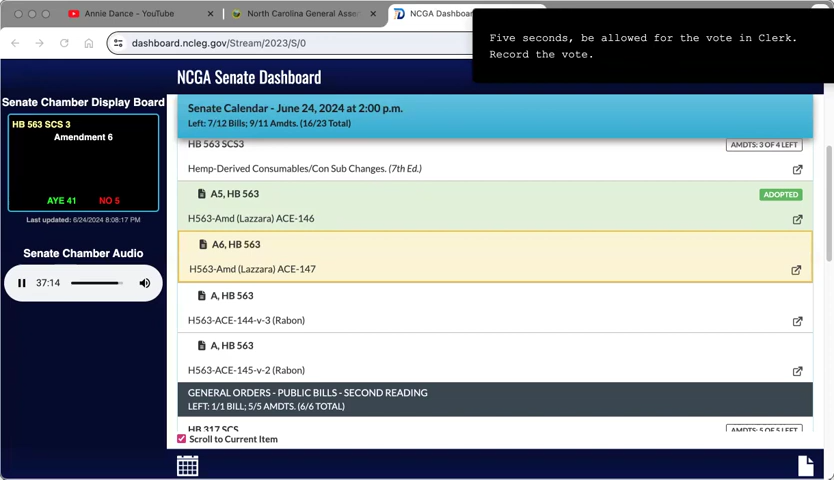 Annie Dance - YouTube
North Carolina General Asse
NCGA Dashboa
dashboard.ncleg.gov/Stream/2023/S/0
Five seconds, be allowed for the vote in Clerk.
Record the vote.
NCGA Senate Dashboard
Senate Chamber Display Board
HB 563 SCS 3
Amendment 6
AYE 41 NO 5
Last updated: 6/24/2024 8:08:17 PM
Senate Chamber Audio
37:14
Senate Calendar - June 24, 2024 at 2:00 p.m.
Left: 7/12 Bills; 9/11 Amdts. (16/23 Total)
HB 563 SCS3
AMDTS: 3 OF 4 LEFT
Hemp-Derived Consumables/Con Sub Changes. (7th Ed.)
A5, HB 563
ADOPTED
H563-Amd (Lazzara) ACE-146
A6, HB 563
H563-Amd (Lazzara) ACE-147
A, HB 563
H563-ACE-144-v-3 (Rabon)
A, HB 563
H563-ACE-145-v-2 (Rabon)
GENERAL ORDERS - PUBLIC BILLS - SECOND READING
LEFT: 1/1 BILL; 5/5 AMDTS. (6/6 TOTAL)
HB 317 SCS
AMDTS: 5 OF 5 LEFT
Scroll to Current Item